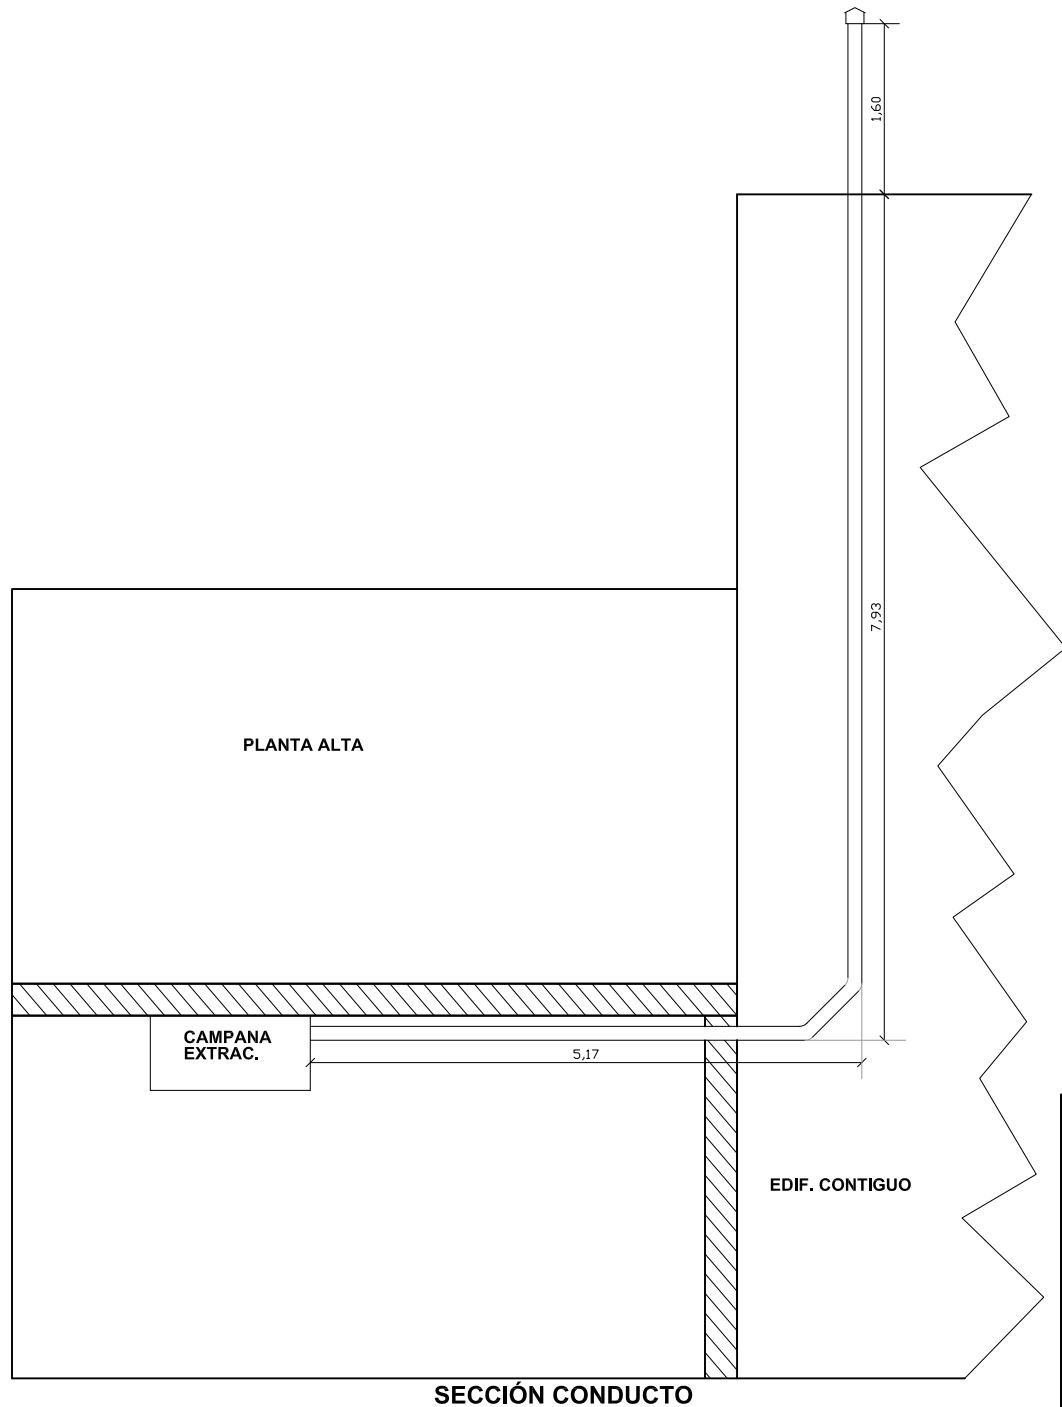 1,60
7,93
PLANTA ALTA
CAMPANA
EXTRAC.
5,17
EDIF. CONTIGUO
SECCIÓN CONDUCTO